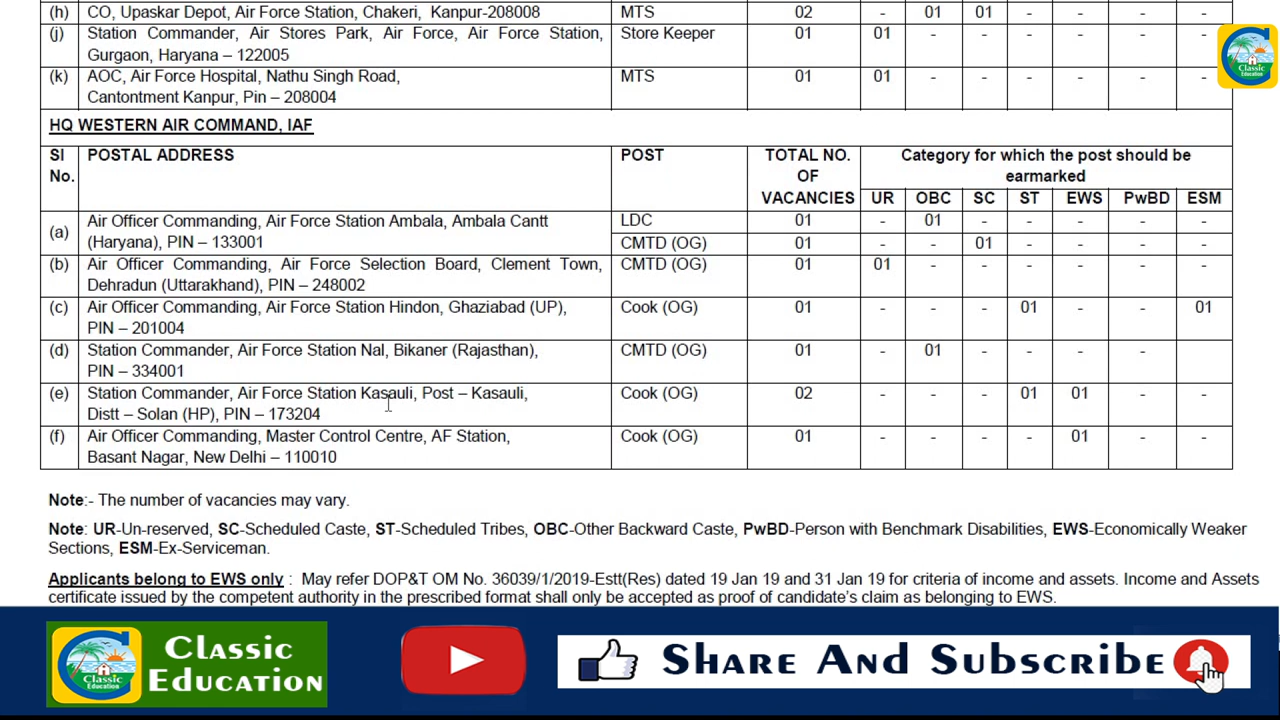 (h) CO, Upaskar Depot, Air Force Station, Chakeri, Kanpur-208008 MTS 02 - 01 01 - - - -
(j) Station Commander, Air Stores Park, Air Force, Air Force Station, Store Keeper 01 01 - - - - - -
Gurgaon, Haryana – 122005
(k) AOC, Air Force Hospital, Nathu Singh Road, MTS 01 01 - - - - - -
Cantontment Kanpur, Pin – 208004
Classic
Education
HQ WESTERN AIR COMMAND, IAF
Sl POSTAL ADDRESS POST TOTAL NO. Category for which the post should be
No. OF earmarked
VACANCIES UR OBC SC ST EWS PwBD ESM
(a) Air Officer Commanding, Air Force Station Ambala, Ambala Cantt LDC 01 - 01 - - - - -
(Haryana), PIN – 133001 CMTD (OG) 01 - - 01 - - - -
(b) Air Officer Commanding, Air Force Selection Board, Clement Town, CMTD (OG) 01 01 - - - - - -
Dehradun (Uttarakhand), PIN – 248002
(c) Air Officer Commanding, Air Force Station Hindon, Ghaziabad (UP), Cook (OG) 01 - - - 01 - - 01
PIN – 201004
(d) Station Commander, Air Force Station Nal, Bikaner (Rajasthan), CMTD (OG) 01 - 01 - - - -
PIN – 334001
(e) Station Commander, Air Force Station Kasauli, Post – Kasauli, Cook (OG) 02 - - - 01 01 - -
Distt – Solan (HP), PIN – 173204
(f) Air Officer Commanding, Master Control Centre, AF Station, Cook (OG) 01 - - - - 01 - -
Basant Nagar, New Delhi – 110010
Note:- The number of vacancies may vary.
Note: UR-Un-reserved, SC-Scheduled Caste, ST-Scheduled Tribes, OBC-Other Backward Caste, PwBD-Person with Benchmark Disabilities, EWS-Economically Weaker
Sections, ESM-Ex-Serviceman.
Applicants belong to EWS only : May refer DOP&T OM No. 36039/1/2019-Estt(Res) dated 19 Jan 19 and 31 Jan 19 for criteria of income and assets. Income and Assets
certificate issued by the competent authority in the prescribed format shall only be accepted as proof of candidate's claim as belonging to EWS.
Classic
Education
Classic
Education
Share And Subscribe